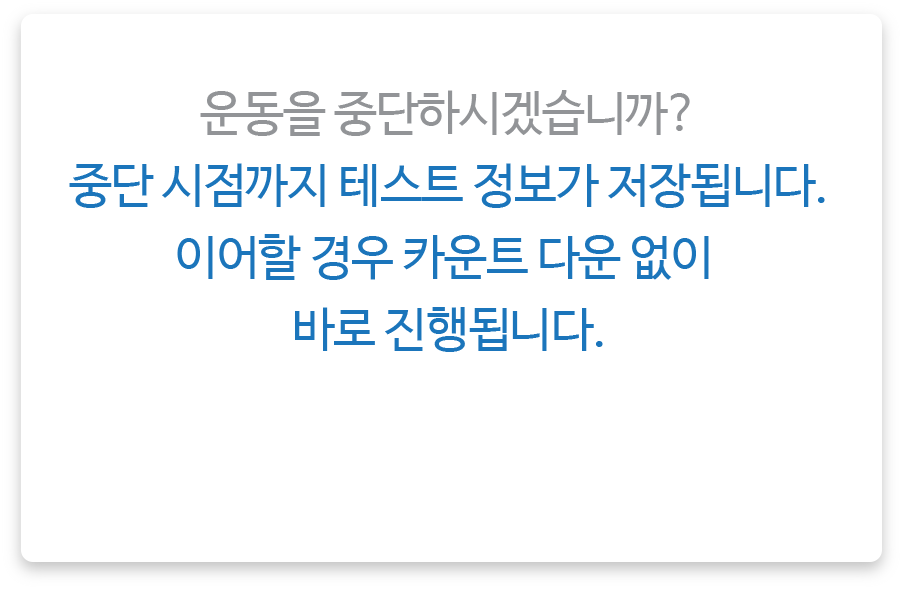 운동을 중단하시겠습니까?
중단 시점까지 테스트 정보가 저장됩니다.
이어할 경우 카운트 다운 없이
바로 진행됩니다.